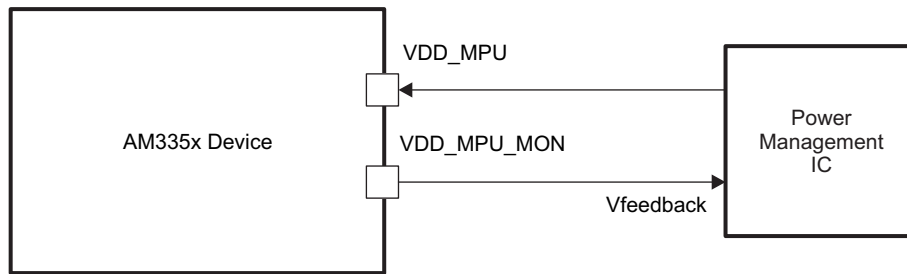 VDD_MPU
AM335x Device
VDD_MPU_MON
Vfeedback
Power
Management
IC